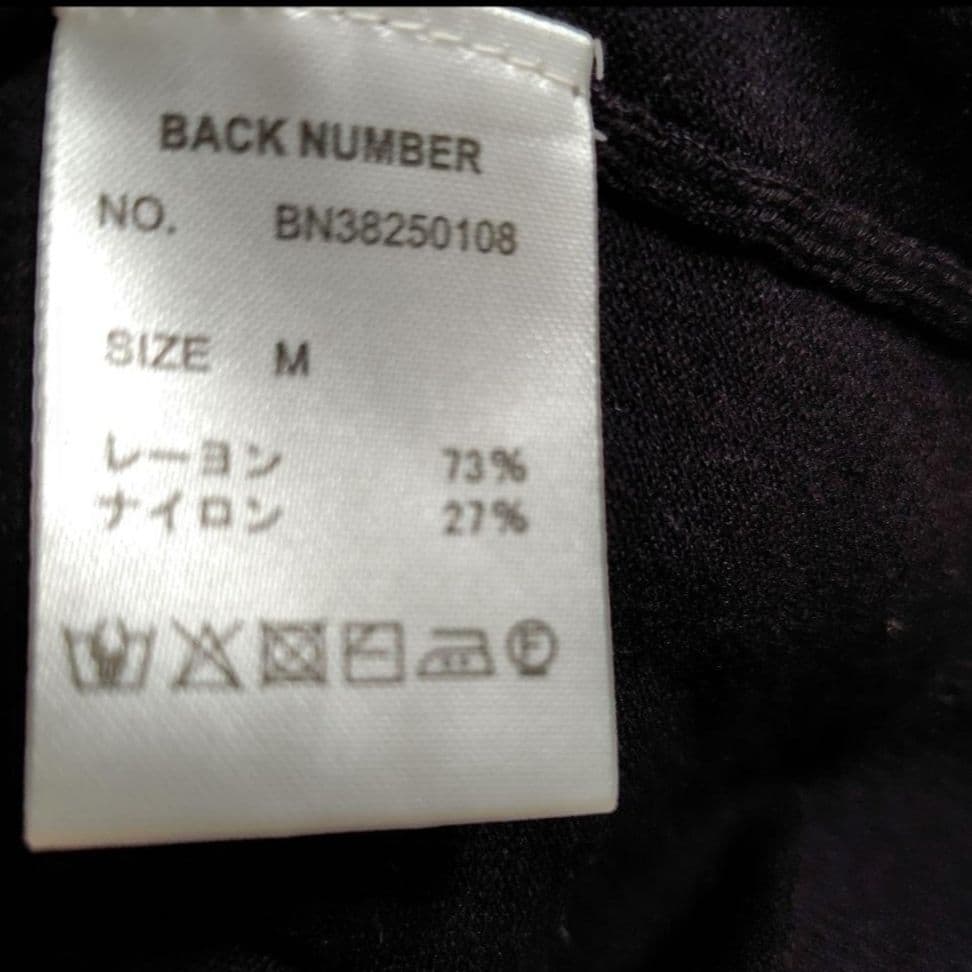 BACK NUMBER
NO. BN38250108
SIZE M
レーヨン 73%
ナイロン 27%
F